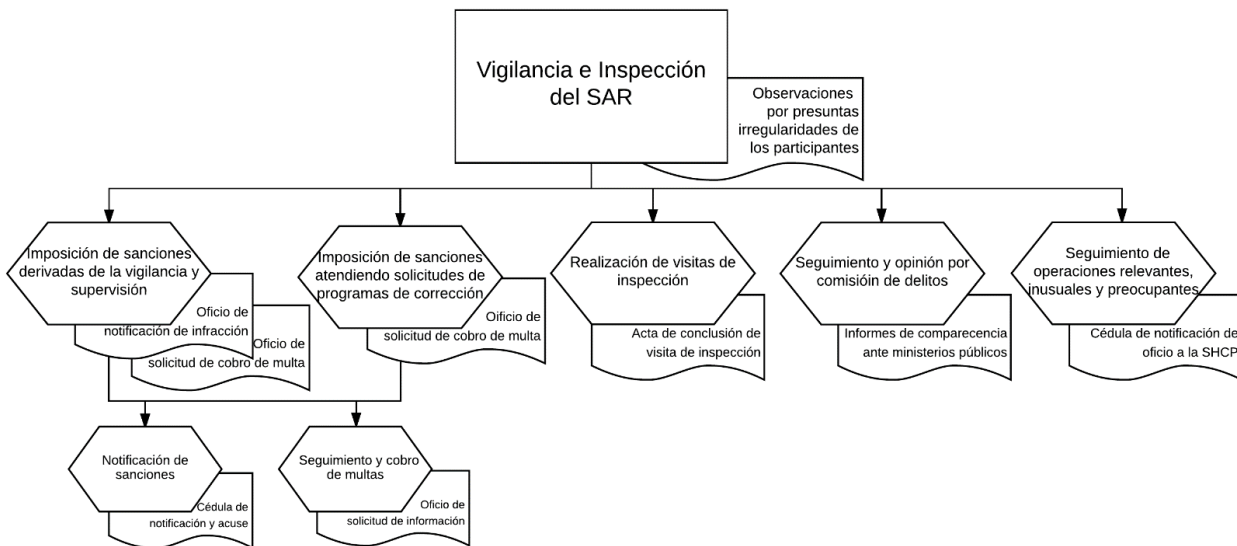 Vigilancia e Inspección
del SAR
Observaciones
por presuntas
irregularidades de
los participantes
Imposición de sanciones
derivadas de la vigilancia y
supervisión
Oficio de
notificación de infracción
Oficio de
solicitud de cobro de multa
Imposición de sanciones
atendiendo solicitudes de
programas de corrección
Oificio de
solicitud de cobro de multa
Realización de visitas de
inspección
Acta de conclusión de
visita de inspección
Seguimiento y opinión por
comisióin de delitos
Informes de comparecencia
ante ministerios públicos
Seguimiento de
operaciones relevantes,
inusuales y preocupantes
Cédula de notificación de
oficio a la SHCP
Notificación de
sanciones
Cédula de
notificación y acuse
Seguimiento y cobro
de multas
Oficio de
solicitud de información